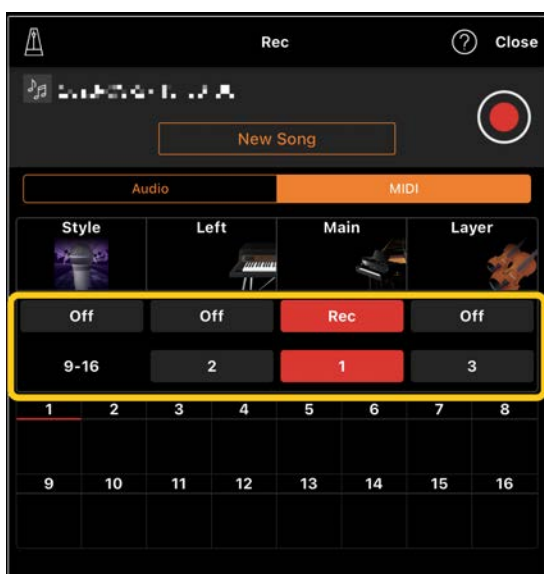 Rec ? Close
New Song
Audio MIDI
Style Left Main Layer
Off Off Rec Off
9-16 2 1 3
1 2 3 4 5 6 7 8
9 10 11 12 13 14 15 16